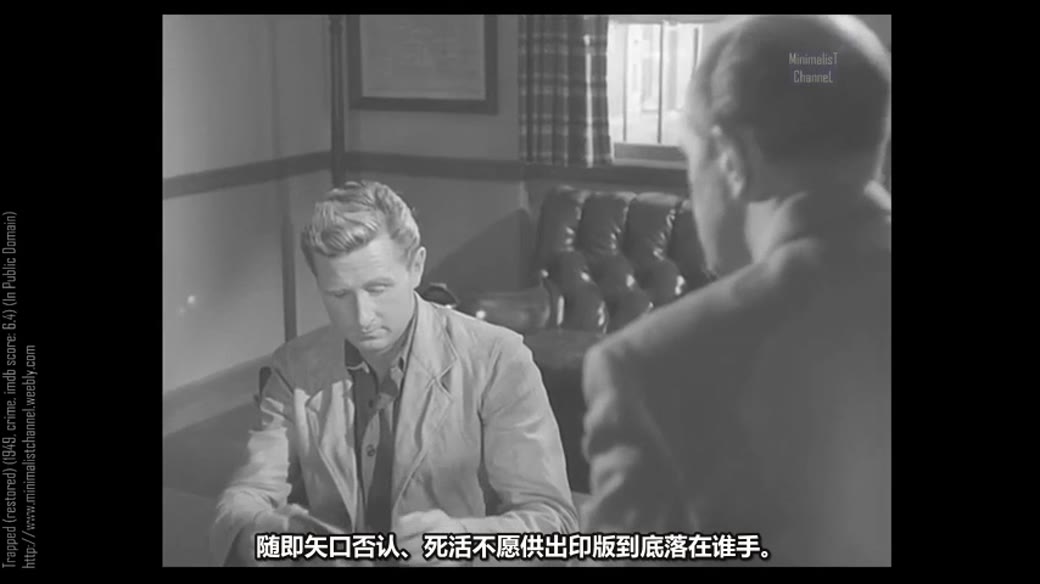 MinimalisT
ChanneL
Trapped (restored) (1949, crime, imdb score: 6.4) (In Public Domain)
http://www.minimalistchannel.weebly.com
随即矢口否认、死活不愿供出印版到底落在谁手。